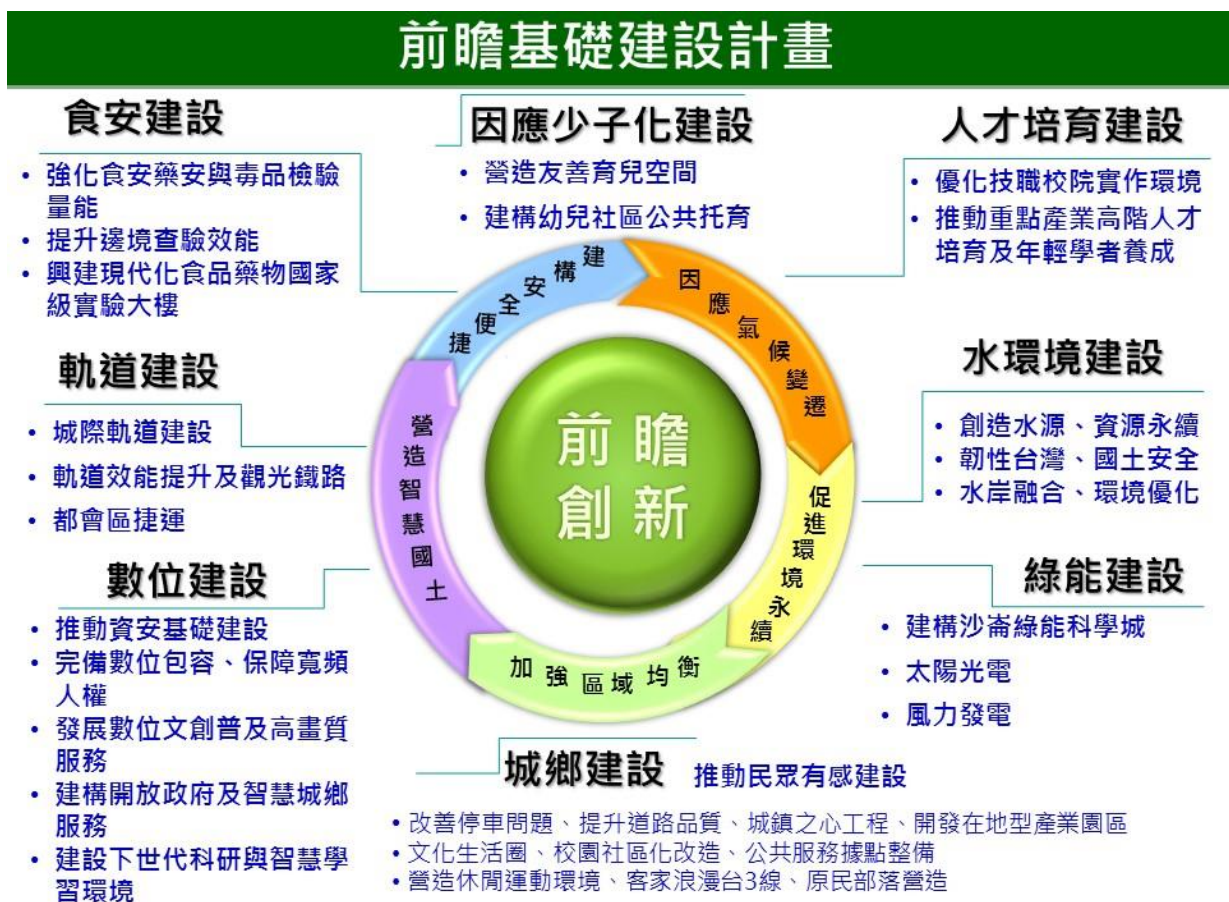 前瞻基礎建設計畫
食安建設
• 強化食安藥安與毒品檢驗
量能
• 提升邊境查驗效能
• 興建現代化食品藥物國家
級實驗大樓
因應少子化建設
• 營造友善育兒空間
• 建構幼兒社區公共托育
人才培育建設
• 優化技職校院實作環境
• 推動重點產業高階人才
培育及年輕學者養成
軌道建設
• 城際軌道建設
• 軌道效能提升及觀光鐵路
• 都會區捷運
水環境建設
• 創造水源、資源永續
• 韌性台灣、國土安全
• 水岸融合、環境優化
數位建設
• 推動資安基礎建設
• 完備數位包容、保障寬頻
人權
• 發展數位文創普及高畫質
服務
• 建構開放政府及智慧城鄉
服務
• 建設下世代科研與智慧學
習環境
綠能建設
• 建構沙崙綠能科學城
• 太陽光電
• 風力發電
建構安全便捷
因應氣候變遷
促進環境永續
加強區域均衡
營造智慧國土
前瞻
創新
城鄉建設 推動民眾有感建設
• 改善停車問題、提升道路品質、城鎮之心工程、開發在地型產業園區
• 文化生活圈、校園社區化改造、公共服務據點整備
• 營造休閒運動環境、客家浪漫台3線、原民部落營造